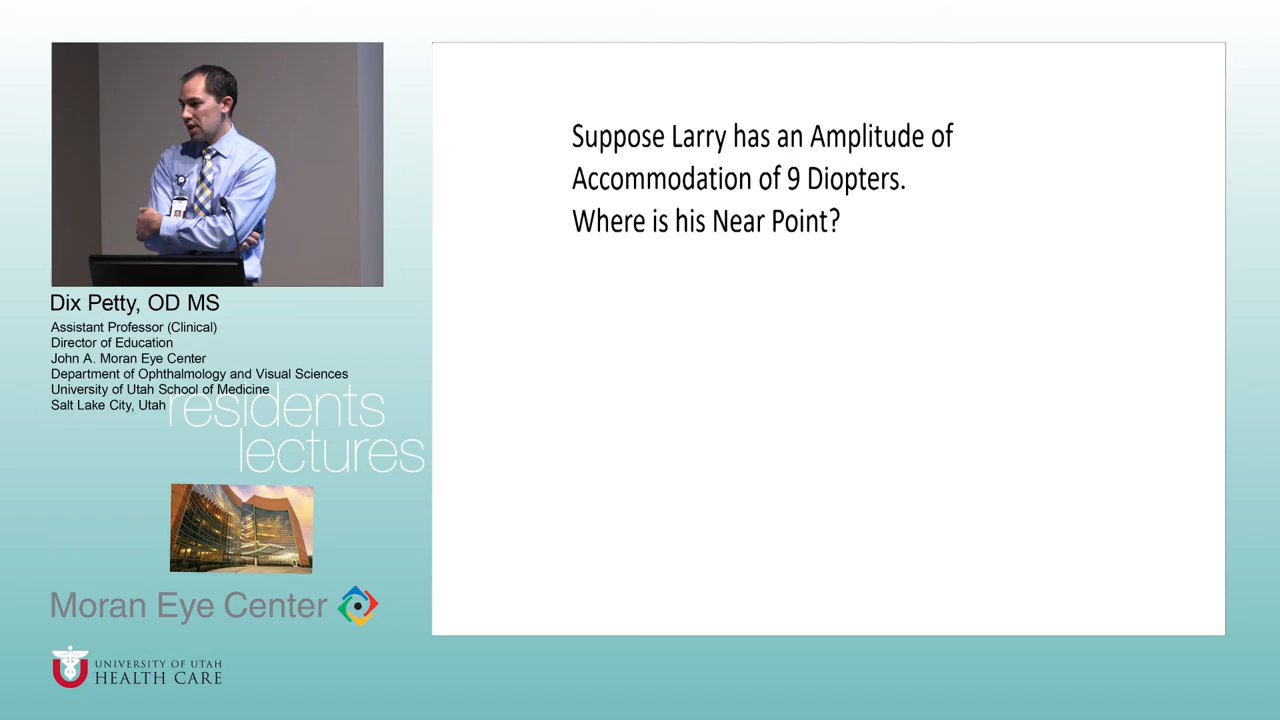 Suppose Larry has an Amplitude of
Accommodation of 9 Diopters.
Where is his Near Point?
Dix Petty, OD MS
Assistant Professor (Clinical)
Director of Education
John A. Moran Eye Center
Department of Ophthalmology and Visual Sciences
University of Utah School of Medicine
Salt Lake City, Utah
residents
lectures
Moran Eye Center
UNIVERSITY OF UTAH
HEALTH CARE